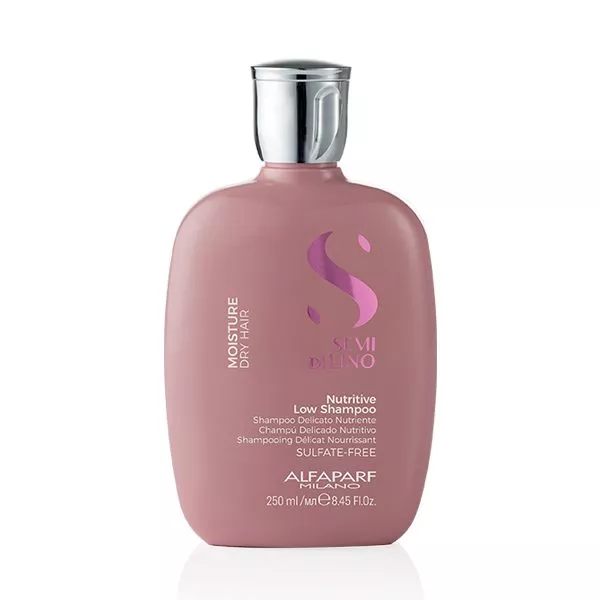 MOISTURE
DRY HAIR
SEMI
DI LINO
Nutritive
Low Shampoo
Shampoo Delicato Nutriente
Champú Delicado Nutritivo
Shampooing Délicat Nourrissant
SULFATE-FREE
ALFAPARF
MILANO
250 ml/мл℮8.45 Fl.Oz.